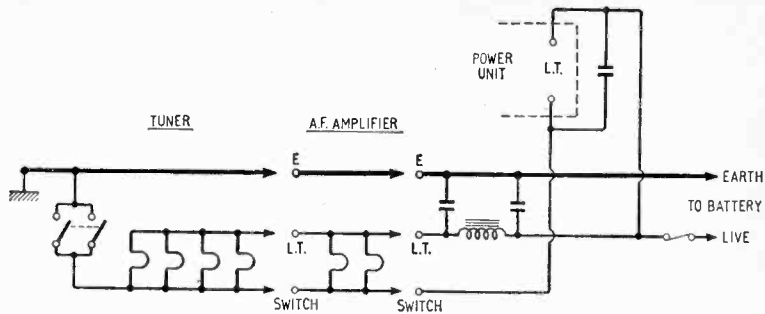 POWER
UNIT
L.T.
TUNER
A.F. AMPLIFIER
E
E
EARTH
TO BATTERY
L.T.
L.T.
LIVE
SWITCH
SWITCH